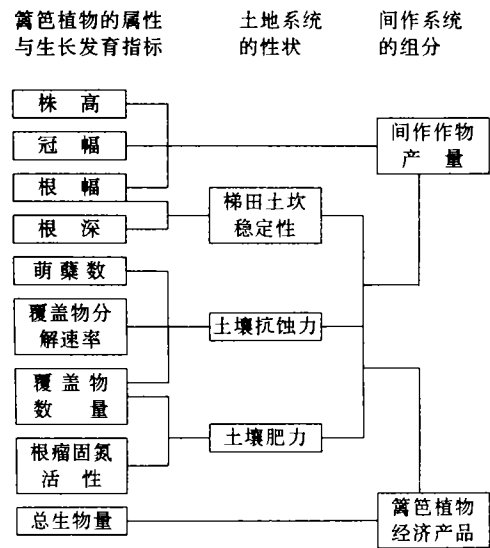 篱笆植物的属性
与生长发育指标
土地系统
的性状
间作系统
的组分
株 高
冠 幅
根 幅
根 深
萌蘖数
覆盖物分
解速率
覆 盖 物
数 量
根瘤固氮
活 性
总生物量
梯田土坎
稳定性
土壤抗蚀力
土壤肥力
间作作物
产 量
篱笆植物
经济产品